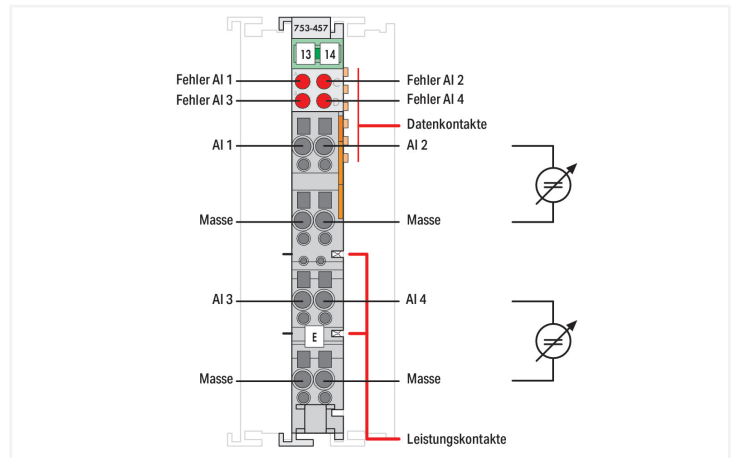 753-457
13 14
Fehler AI 1
Fehler AI 2
Fehler AI 3
Fehler AI 4
Datenkontakte
AI 1
AI 2
Masse
Masse
AI 3
AI 4
E
Masse
Masse
Leistungskontakte